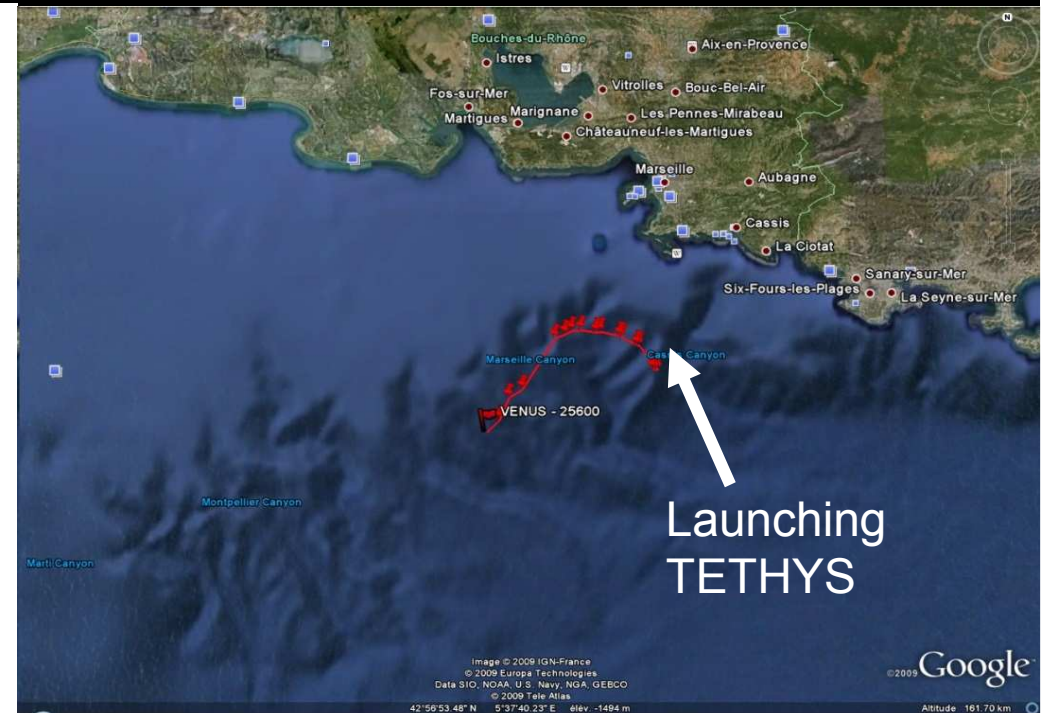 N
Bouches-du-Rhône
Aix-en-Provence
Istres
W
Vitrolles
Bouc-Bel-Air
Fos-sur-Mer
Marignane
Les Pennes-Mirabeau
Martigues
Châteauneuf-les-Martigues
Marseille
Aubagne
Cassis
La Ciotat
W
Sanary-sur-Mer
Six-Fours-les-Plages
La Seyne-sur-Mer
Marseille Canyon
Canyon
VENUS - 25600
Montpellier Canyon
Launching
TETHYS
Marti Canyon
Image © 2009 IGN-France
© 2009 Europa Technologies
Data SIO, NOAA, U.S. Navy, NGA, GEBCO
© 2009 Tele Atlas
©2009 Google
42°56'53.48" N 5°37'40.23" E élév. -1494 m
Altitude 161.70 km